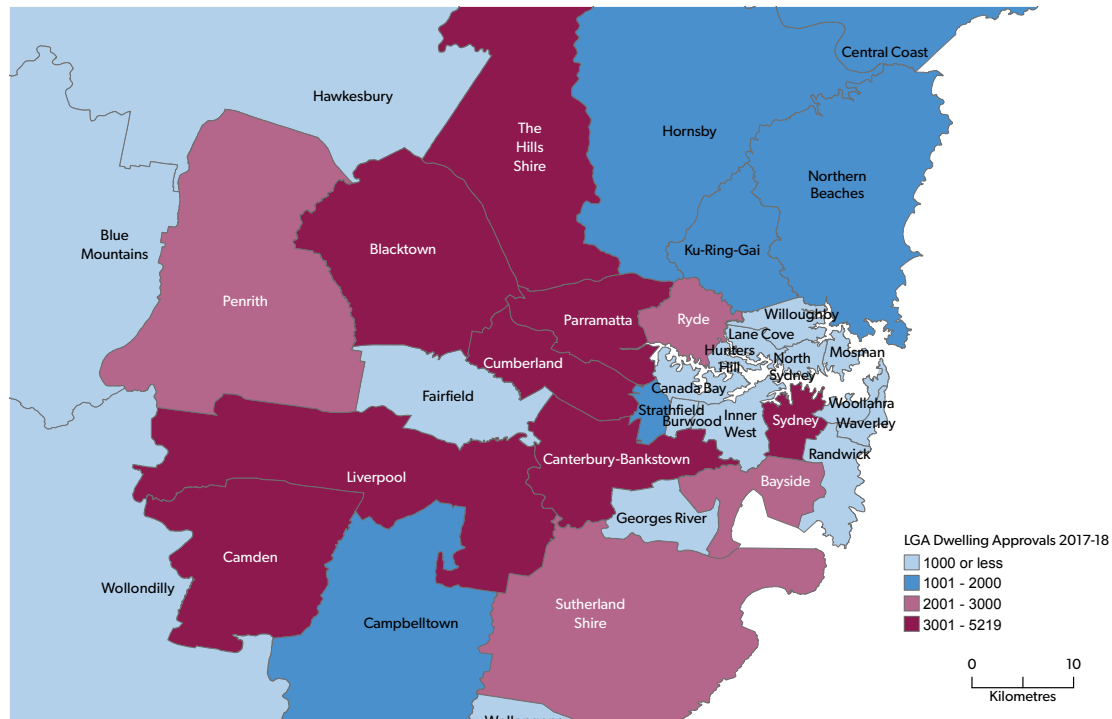 Central Coast
Hawkesbury
The
Hills
Shire
Hornsby
Northern
Beaches
Blue
Mountains
Blacktown
Ku-Ring-Gai
Penrith
Parramatta
Ryde
Willoughby
Lane Cove
Hunters
Hill
North
Sydney
Mosman
Cumberland
Canada Bay
Fairfield
Strathfield
Burwood
Inner
West
Sydney
Woollahra
Waverley
Randwick
Canterbury-Bankstown
Liverpool
Bayside
Georges River
Camden
Wollondilly
Campbelltown
Sutherland
Shire
LGA Dwelling Approvals 2017-18
1000 or less
1001 - 2000
2001 - 3000
3001 - 5219
0 10
Kilometres